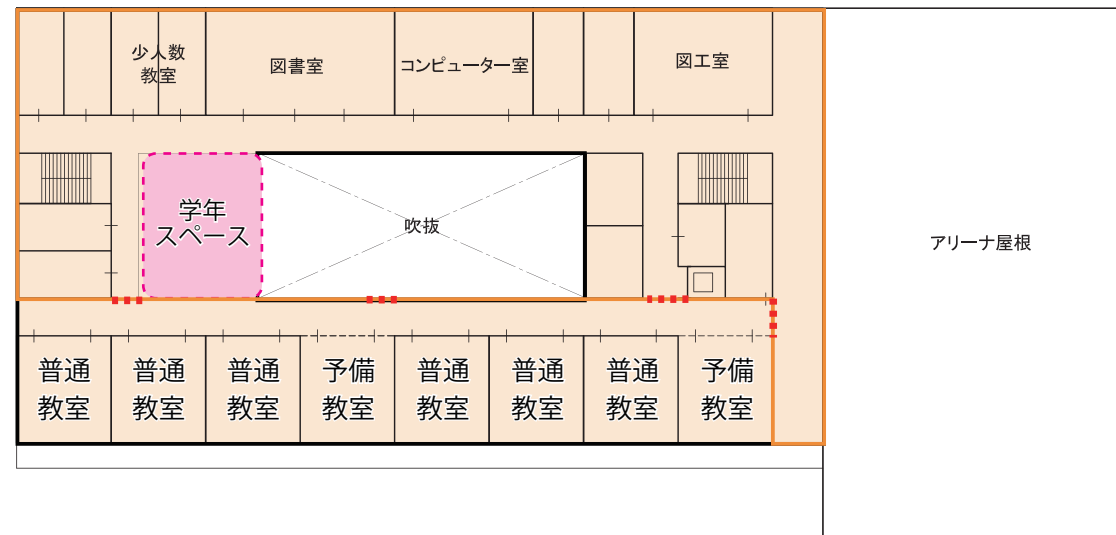 少人数
教室
図書室
コンピューター室
図工室
学年
スペース
吹抜
アリーナ屋根
普通
教室
普通
教室
普通
教室
予備
教室
普通
教室
普通
教室
普通
教室
予備
教室